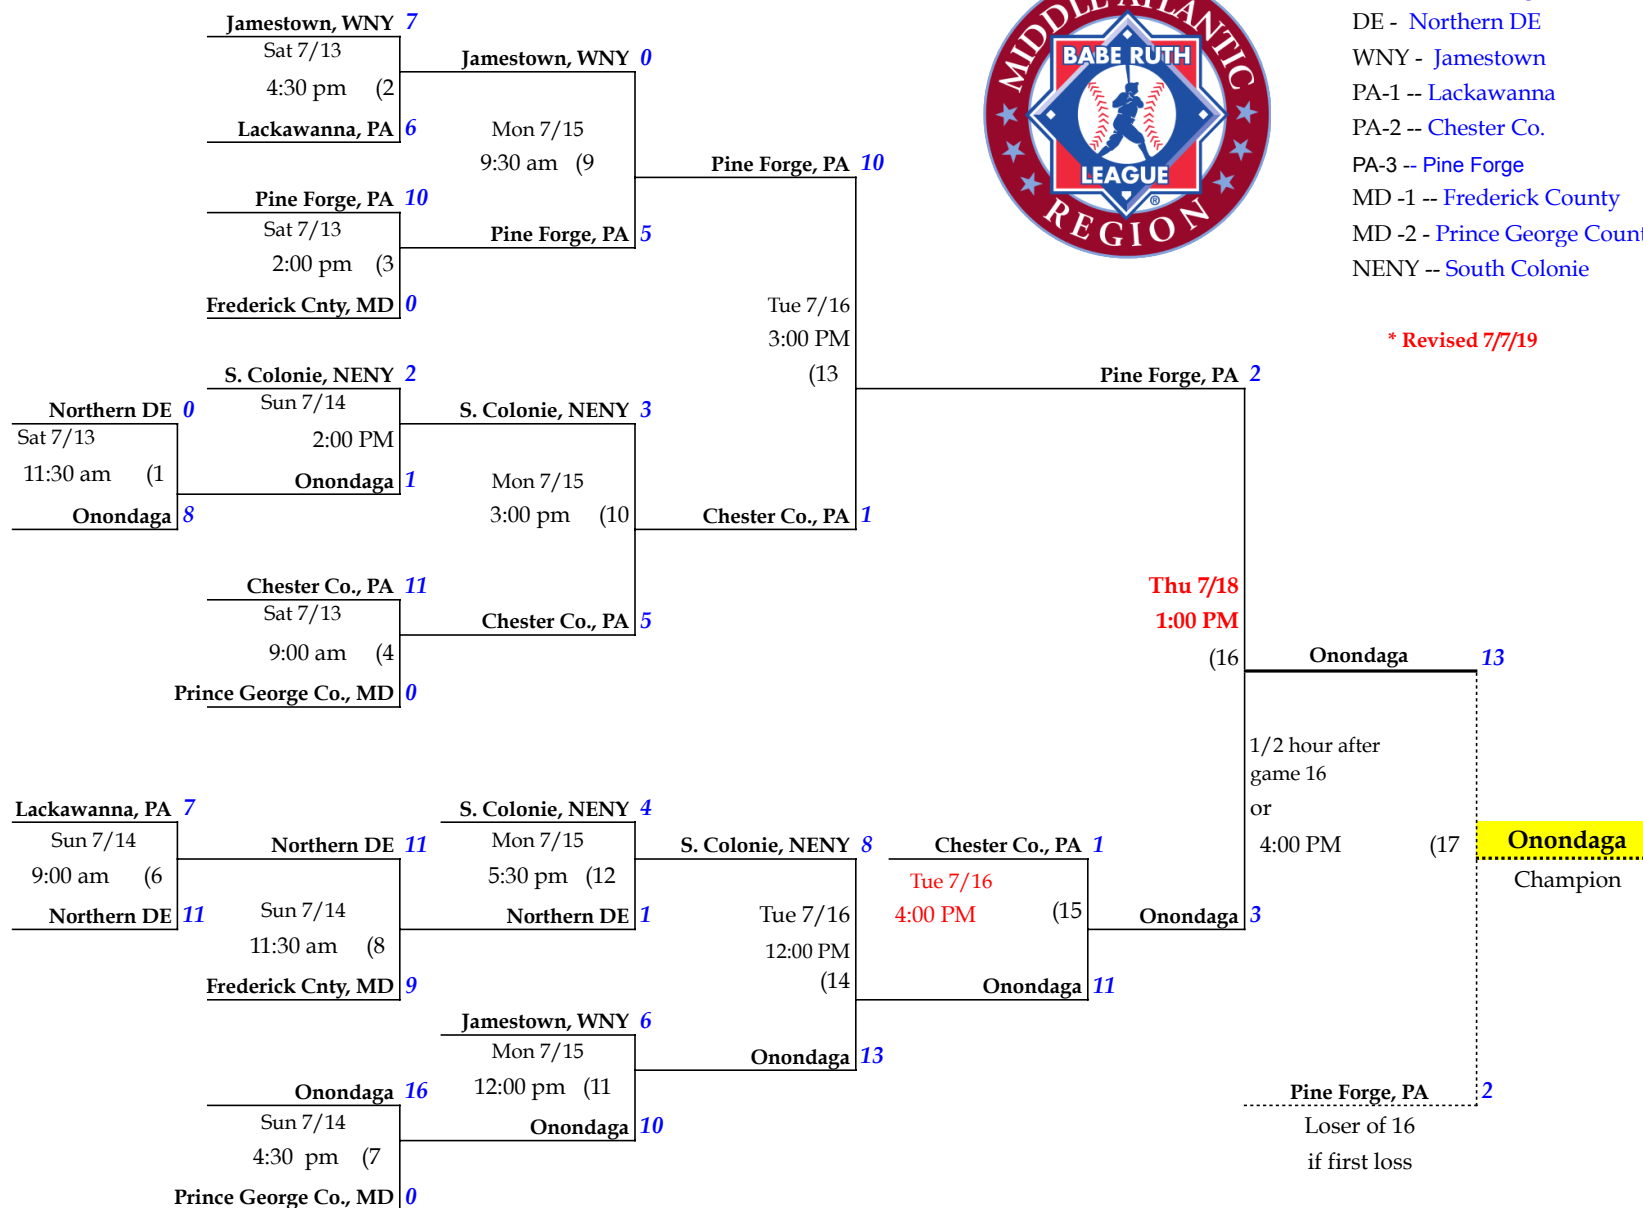 Jamestown, WNY 7
Sat 7/13
4:30 pm (2
Lackawanna, PA 6
Jamestown, WNY 0
Mon 7/15
9:30 am (9
Pine Forge, PA 10
Sat 7/13
2:00 pm (3
Frederick Cnty, MD 0
Pine Forge, PA 5
Pine Forge, PA 10
Tue 7/16
3:00 PM
(13
MIDDLE ATLANTIC
BABE RUTH
LEAGUE
®
REGION
DE - Northern DE
WNY - Jamestown
PA-1 -- Lackawanna
PA-2 -- Chester Co.
PA-3 -- Pine Forge
MD -1 -- Frederick County
MD -2 - Prince George Count
NENY -- South Colonie
* Revised 7/7/19
Northern DE 0
Sat 7/13
11:30 am (1
Onondaga 8
S. Colonie, NENY 2
Sun 7/14
2:00 PM
Onondaga 1
S. Colonie, NENY 3
Mon 7/15
3:00 pm (10
Chester Co., PA 11
Sat 7/13
9:00 am (4
Prince George Co., MD 0
Chester Co., PA 5
Chester Co., PA 1
Pine Forge, PA 2
Thu 7/18
1:00 PM
(16
Onondaga 13
1/2 hour after
game 16
or
4:00 PM (17
Onondaga
Champion
Lackawanna, PA 7
Sun 7/14
9:00 am (6
Northern DE 11
Northern DE 11
Sun 7/14
11:30 am (8
Frederick Cnty, MD 9
S. Colonie, NENY 4
Mon 7/15
5:30 pm (12
Northern DE 1
S. Colonie, NENY 8
Tue 7/16
12:00 PM
(14
Chester Co., PA 1
Tue 7/16
4:00 PM (15
Onondaga 3
Onondaga 11
Jamestown, WNY 6
Mon 7/15
12:00 pm (11
Onondaga 10
Onondaga 13
Onondaga 16
Sun 7/14
4:30 pm (7
Prince George Co., MD 0
Pine Forge, PA 2
Loser of 16
if first loss